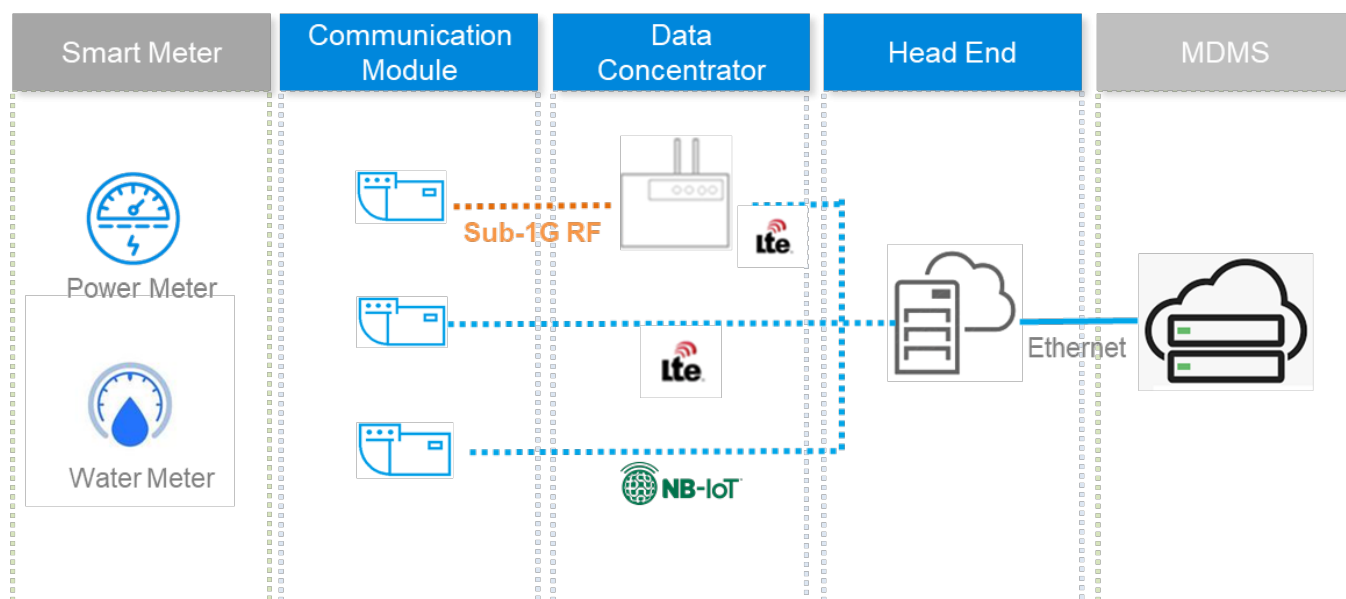 Smart Meter
Communication
Module
Data
Concentrator
Head End
MDMS
Sub-1G RF
lte
Power Meter
Ethernet
lte
Water Meter
NB-IoT